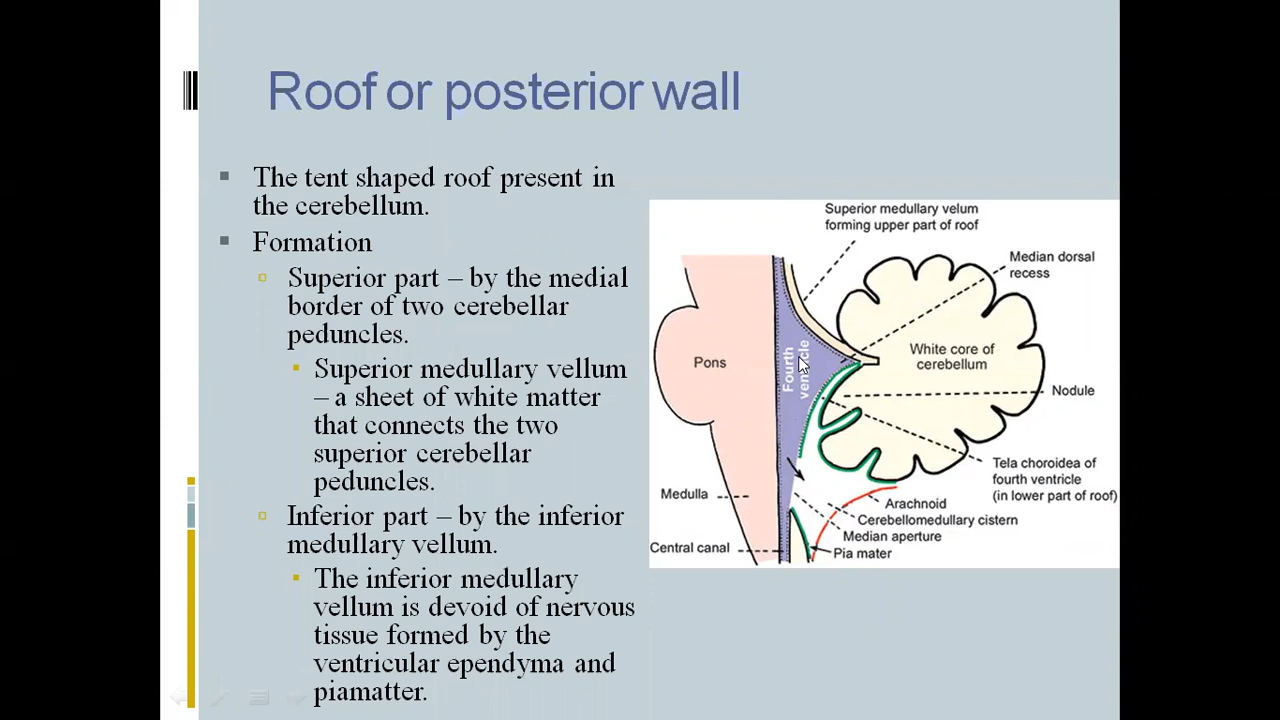 Roof or posterior wall
The tent shaped roof present in
the cerebellum.
Formation
Superior part – by the medial
border of two cerebellar
peduncles.
Superior medullary vellum
– a sheet of white matter
that connects the two
superior cerebellar
peduncles.
Inferior part – by the inferior
medullary vellum.
The inferior medullary
vellum is devoid of nervous
tissue formed by the
ventricular ependyma and
piamatter.
Superior medullary velum
forming upper part of roof
Median dorsal
recess
Pons
Fourth
ventricle
White core of
cerebellum
Nodule
Tela choroidea of
fourth ventricle
(in lower part of roof)
Medulla
Arachnoid
Cerebellomedullary cistern
Median aperture
Central canal
Pia mater